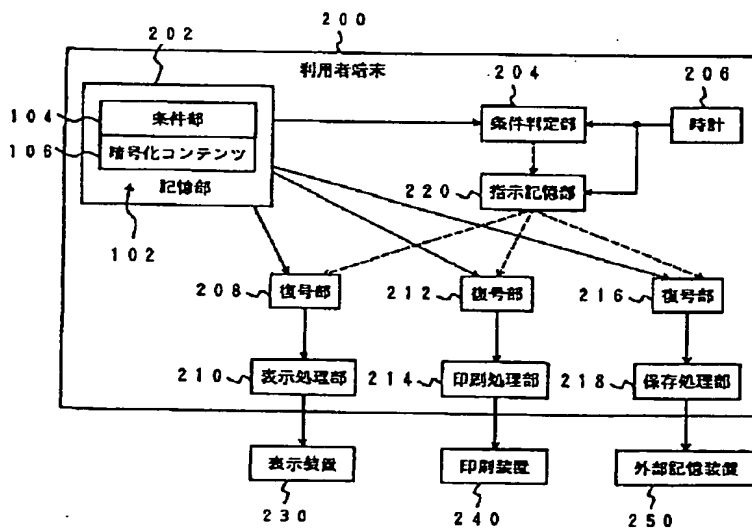 200
202
利用者端末
204
206
104
条件部
条件判定部
時計
106
暗号化コンテンツ
記憶部
220
指示記憶部
102
208
復号部
212
復号部
216
復号部
210
表示処理部
214
印刷処理部
218
保存処理部
表示装置
印刷装置
外部記憶装置
230
240
250